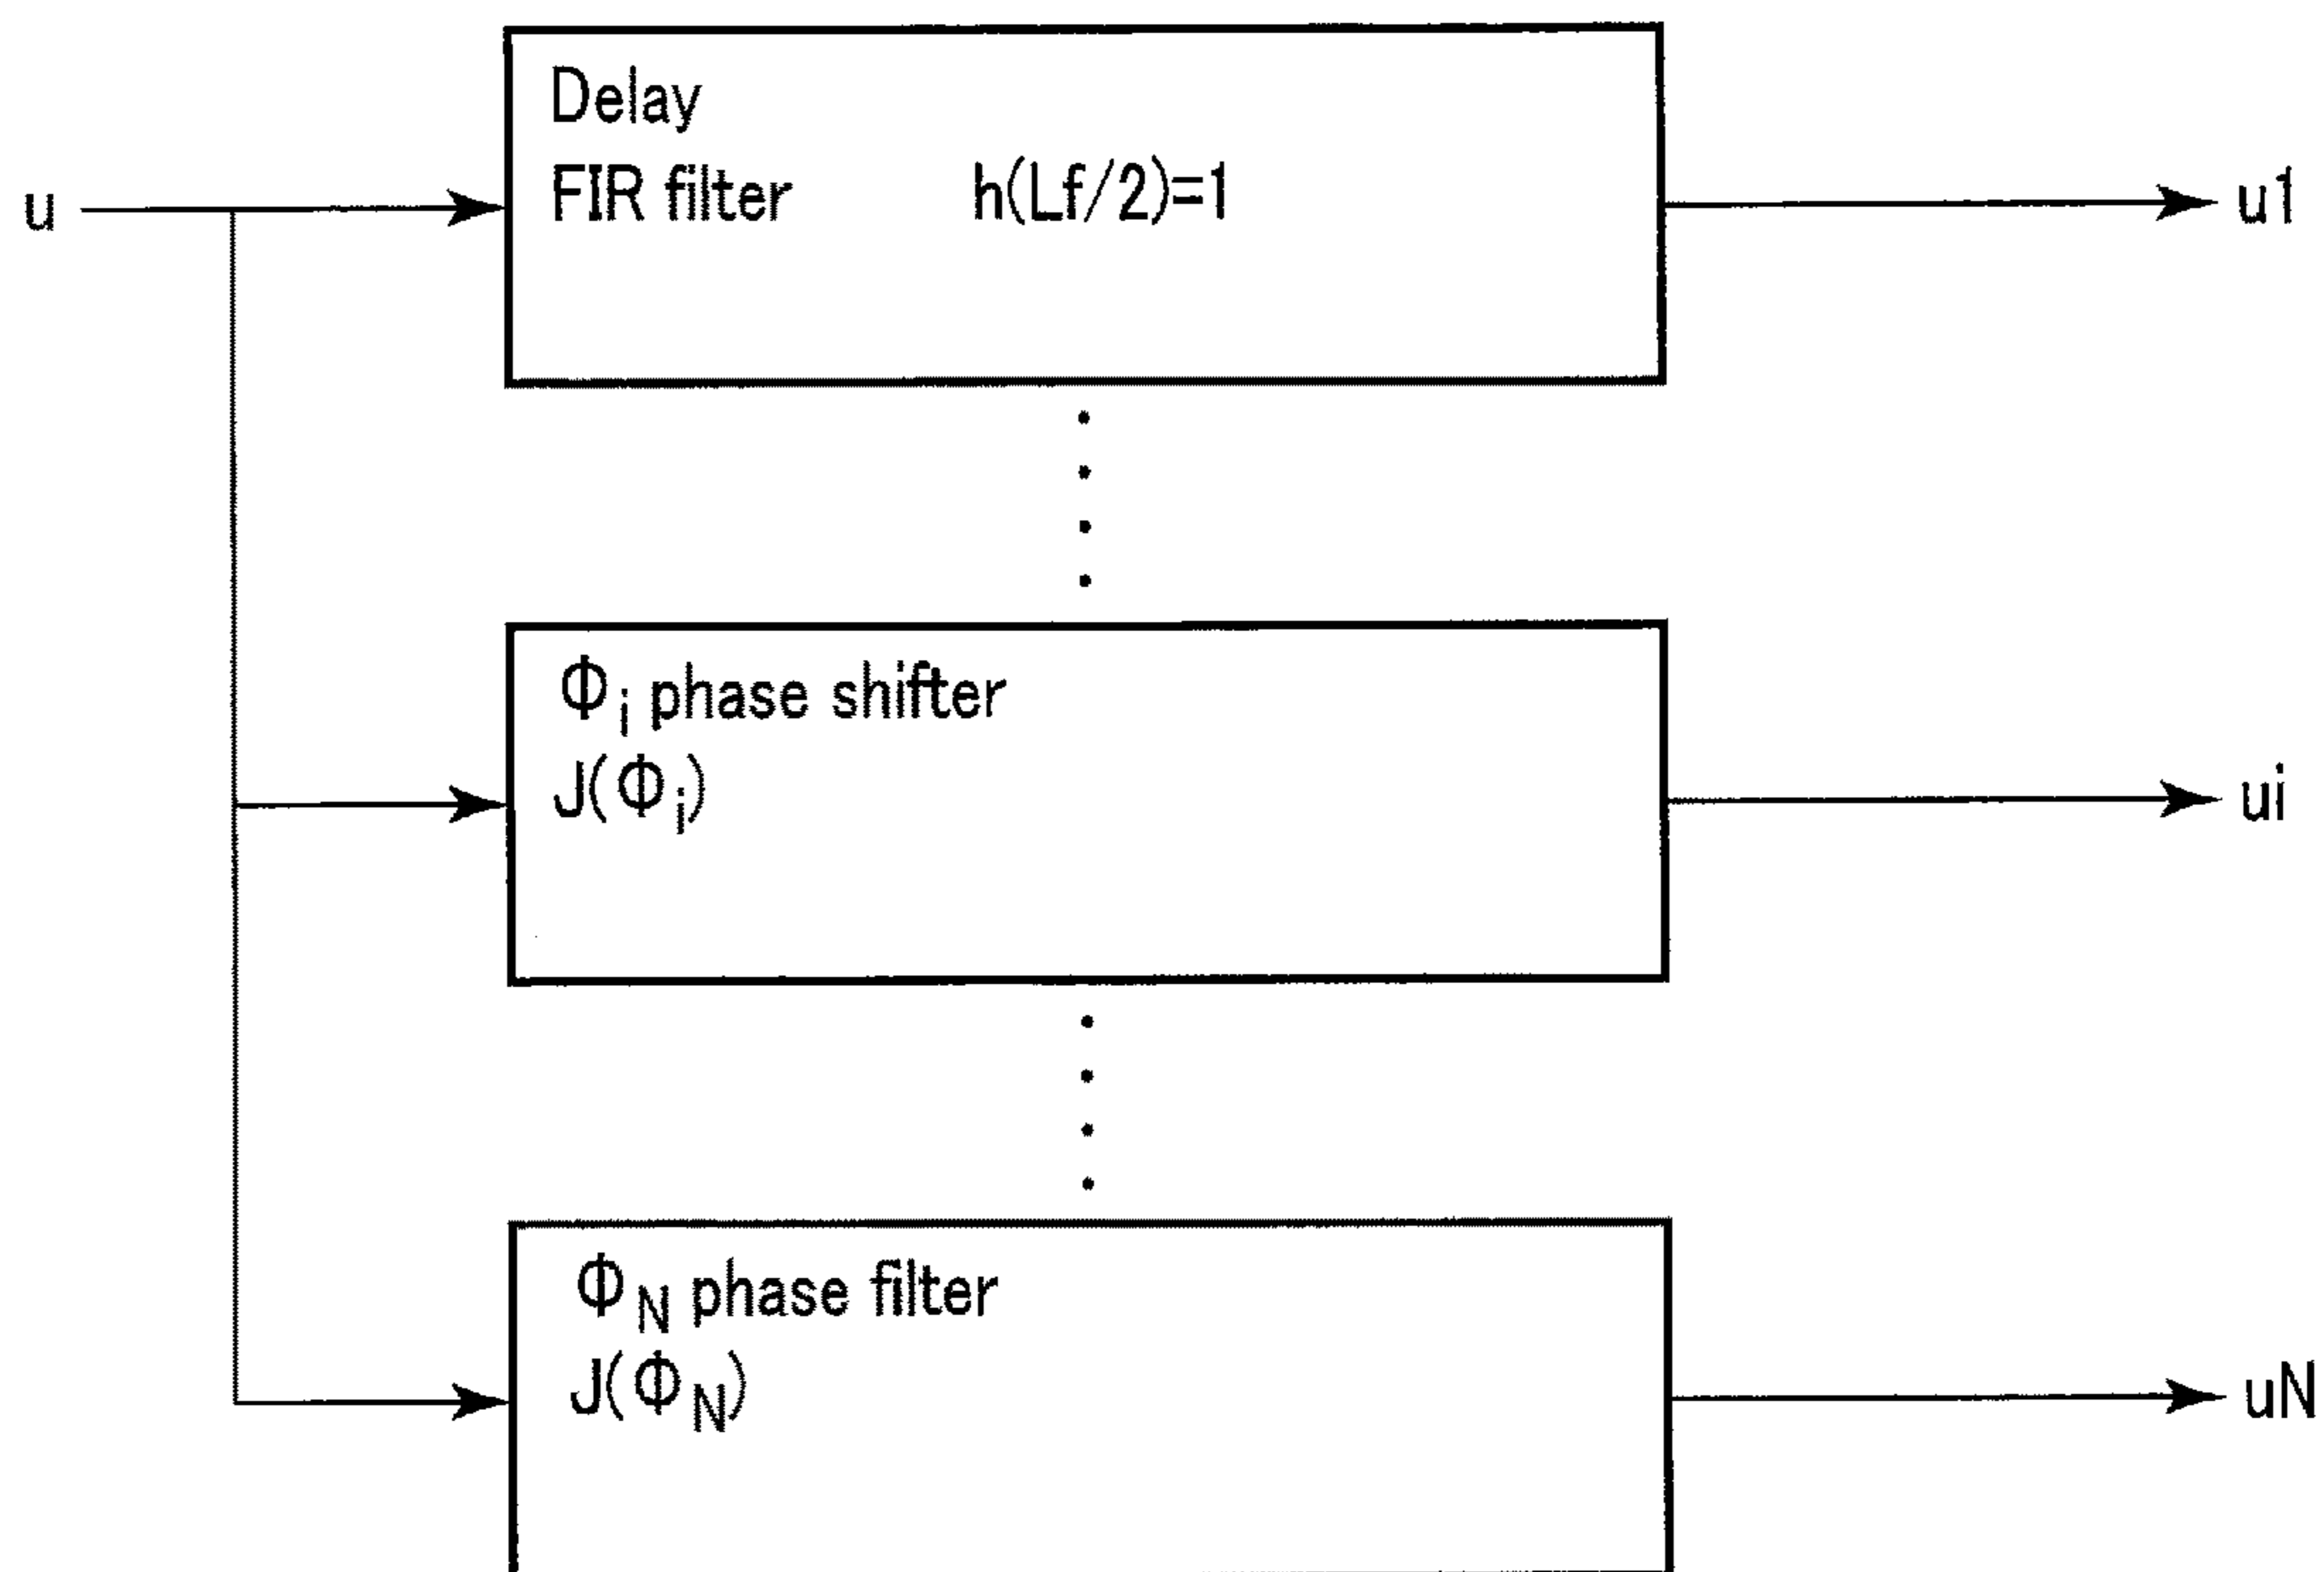 Delay
FIR filter h(Lf/2)=1
u
u1
Φi phase shifter
J(Φi)
ui
ΦN phase filter
J(ΦN)
uN